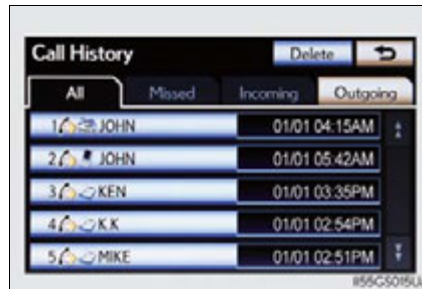 Call History Delete
All Missed Incoming Outgoing
1 JOHN 01/01 04:15AM
2 JOHN 01/01 05:42AM
3 KEN 01/01 03:35PM
4 K.K 01/01 02:54PM
5 MIKE 01/01 02:51PM
II55GS015U